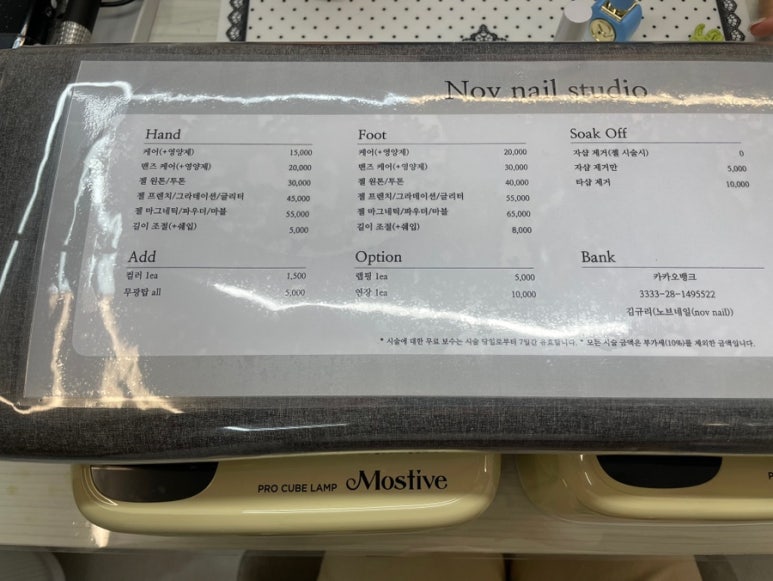 Nov nail studio
Hand
케어(+영양제) 15,000
맨즈 케어(+영양제) 20,000
젤 원톤/투톤 30,000
젤 프렌치/그라데이션/글리터 45,000
젤 마그네틱/파우더/마블 55,000
길이 조절(+쉐입) 5,000
Foot
케어(+영양제) 20,000
맨즈 케어(+영양제) 30,000
젤 원톤/투톤 40,000
젤 프렌치/그라데이션/글리터 55,000
젤 마그네틱/파우더/마블 65,000
길이 조절(+쉐입) 8,000
Soak Off
자샵 제거(젤 시술시) 0
자샵 제거만 5,000
타샵 제거 10,000
Add
컬러 1ea 1,500
무광탑 all 5,000
Option
랩핑 1ea 5,000
연장 1ea 10,000
Bank
카카오뱅크
3333-28-1495522
김규리(노브네일(nov nail))
* 시술에 대한 무료 보수는 시술 당일로부터 7일간 유효합니다. * 모든 시술 금액은 부가세(10%)를 제외한 금액입니다.
PRO CUBE LAMP Mostive